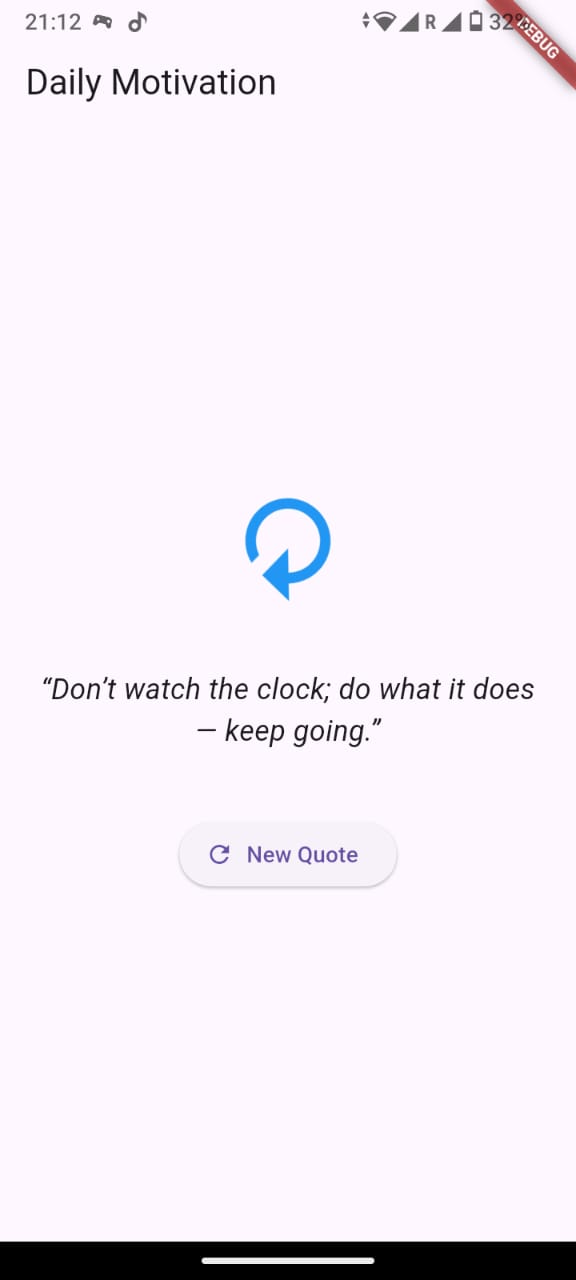 21:12
R
32%
DEBUG
Daily Motivation
“Don’t watch the clock; do what it does
— keep going.”
New Quote